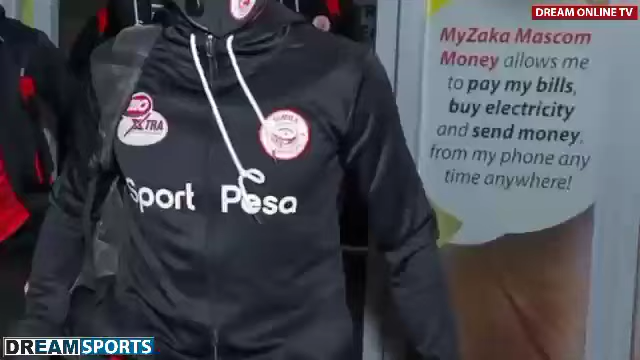 DREAM ONLINE TV
MyZaka Mascom
Money allows me
to pay my bills,
buy electricity
and send money,
from my phone any
time anywhere!
XTRA
Sport Pesa
DREAMSPORTS